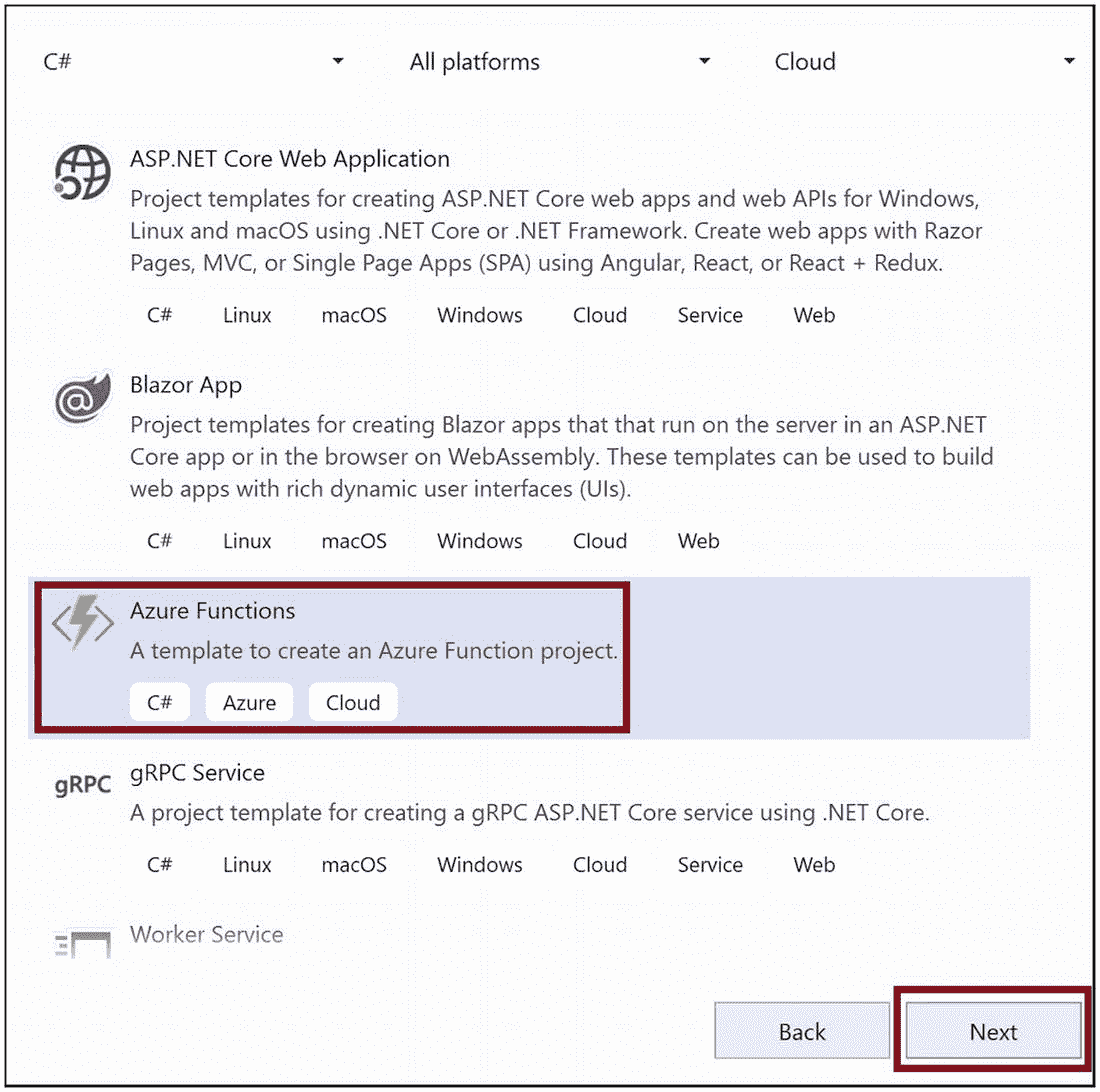 C# All platforms Cloud
ASP.NET Core Web Application
Project templates for creating ASP.NET Core web apps and web APIs for Windows,
Linux and macOS using .NET Core or .NET Framework. Create web apps with Razor
Pages, MVC, or Single Page Apps (SPA) using Angular, React, or React + Redux.
C# Linux macOS Windows Cloud Service Web
Blazor App
Project templates for creating Blazor apps that that run on the server in an ASP.NET
Core app or in the browser on WebAssembly. These templates can be used to build
web apps with rich dynamic user interfaces (UIs).
C# Linux macOS Windows Cloud Web
Azure Functions
A template to create an Azure Function project.
C# Azure Cloud
gRPC gRPC Service
A project template for creating a gRPC ASP.NET Core service using .NET Core.
C# Linux macOS Windows Cloud Service Web
Worker Service
Back Next